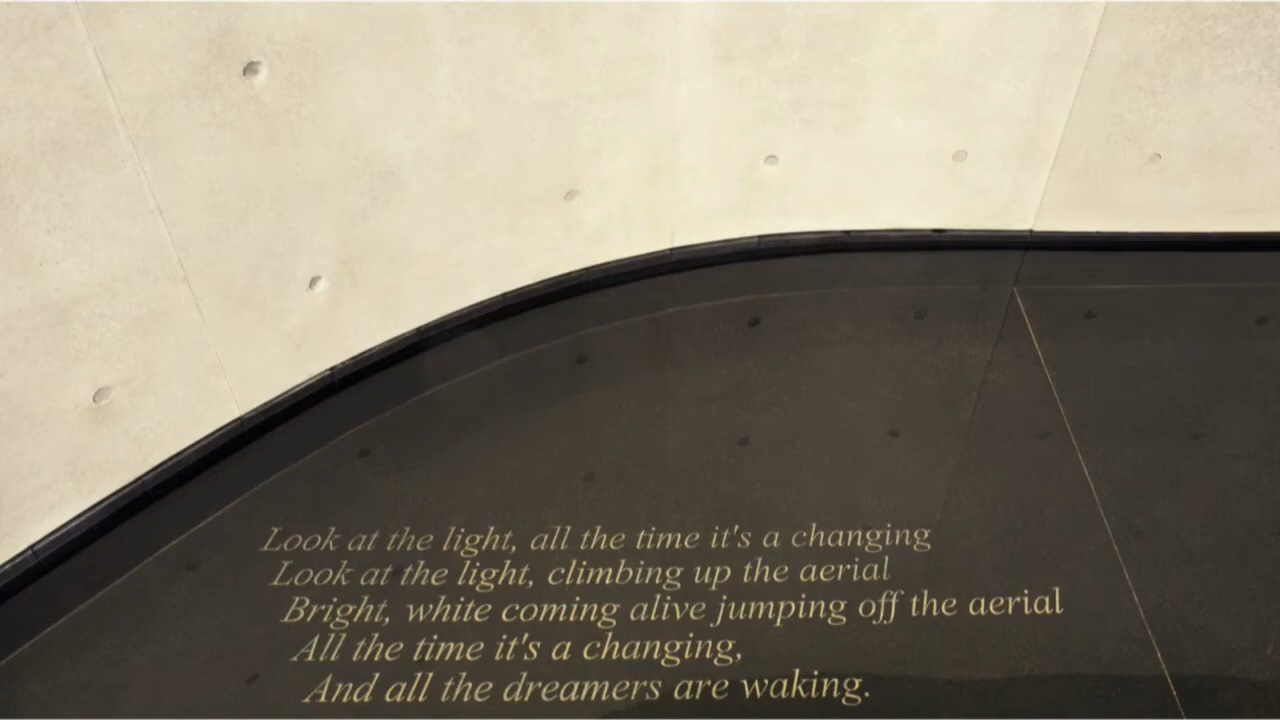 Look at the light, all the time it's a changing
Look at the light, climbing up the aerial
Bright, white coming alive jumping off the aerial
All the time it's a changing,
And all the dreamers are waking.